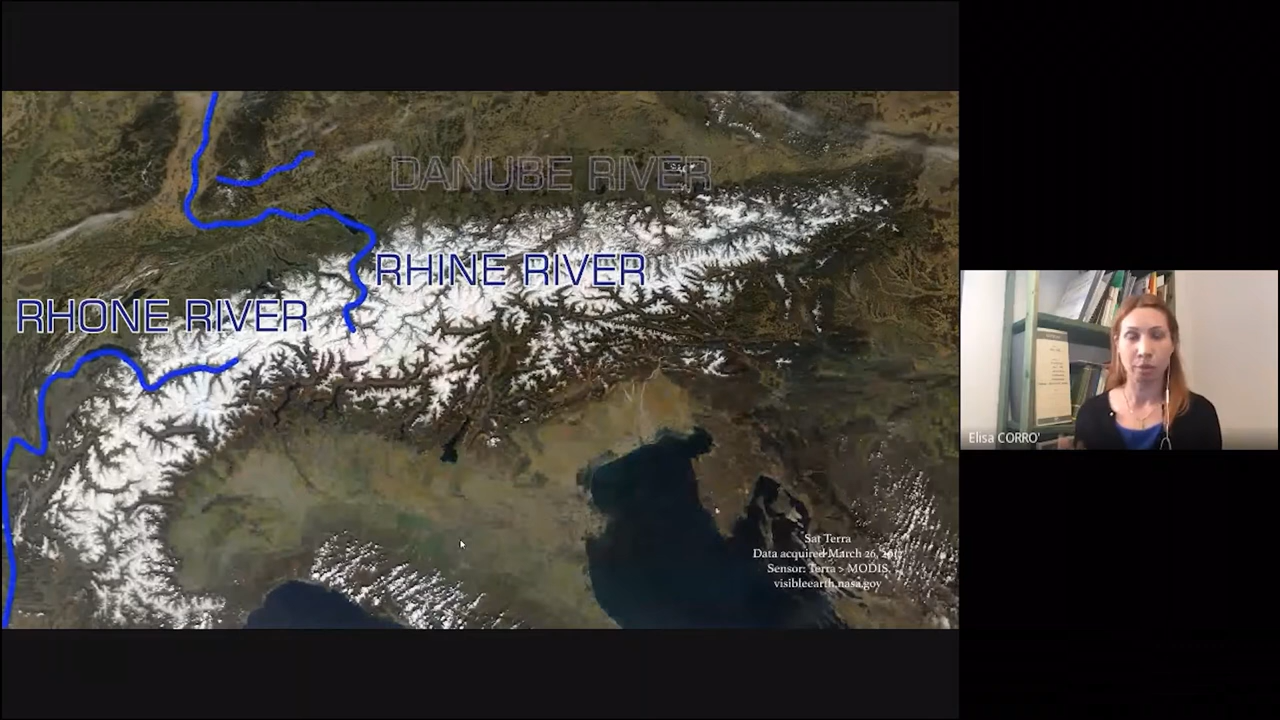 DANUBE RIVER
RHINE RIVER
RHONE RIVER
Sat Terra
Data acquired March 26,
Sensor: Terra > MODIS
visibleearth.nasa.gov
Elisa CORRO'